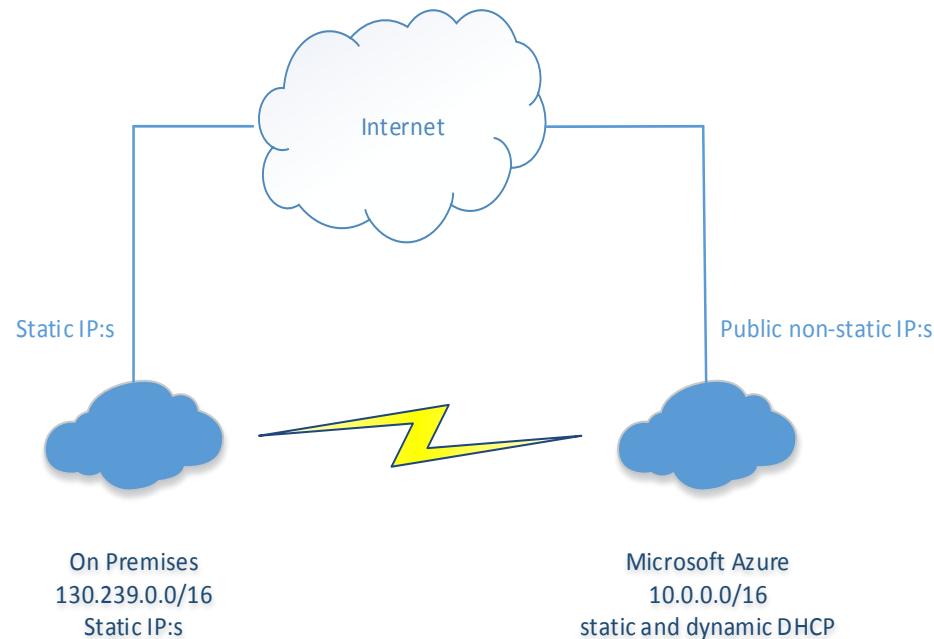 Internet
Static IP:s
Public non-static IP:s
On Premises
130.239.0.0/16
Static IP:s
Microsoft Azure
10.0.0.0/16
static and dynamic DHCP